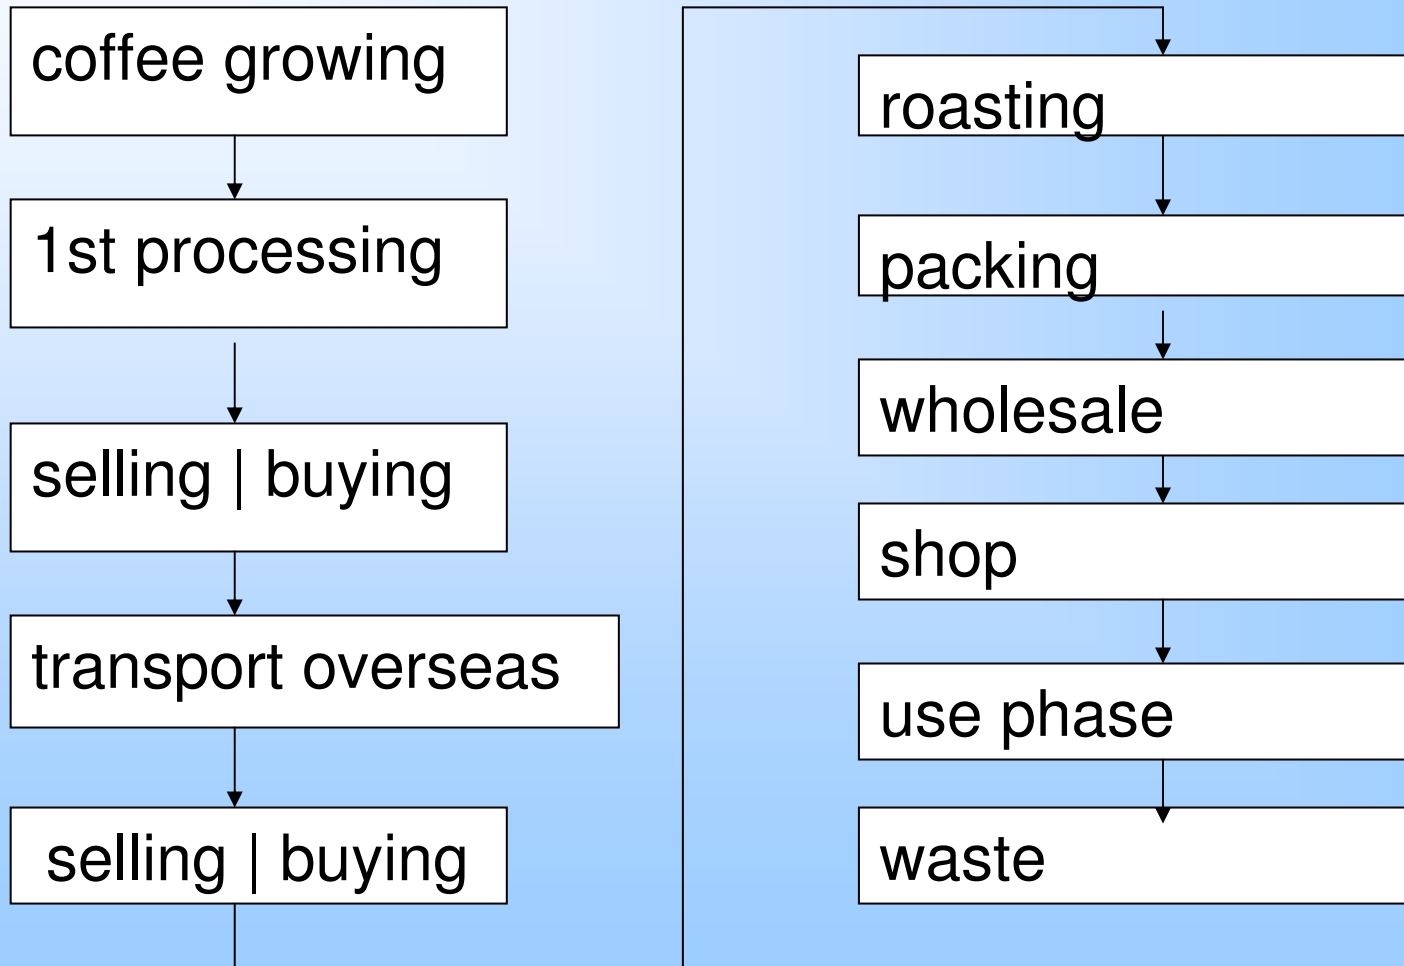 coffee growing
1st processing
selling | buying
transport overseas
selling | buying
roasting
packing
wholesale
shop
use phase
waste